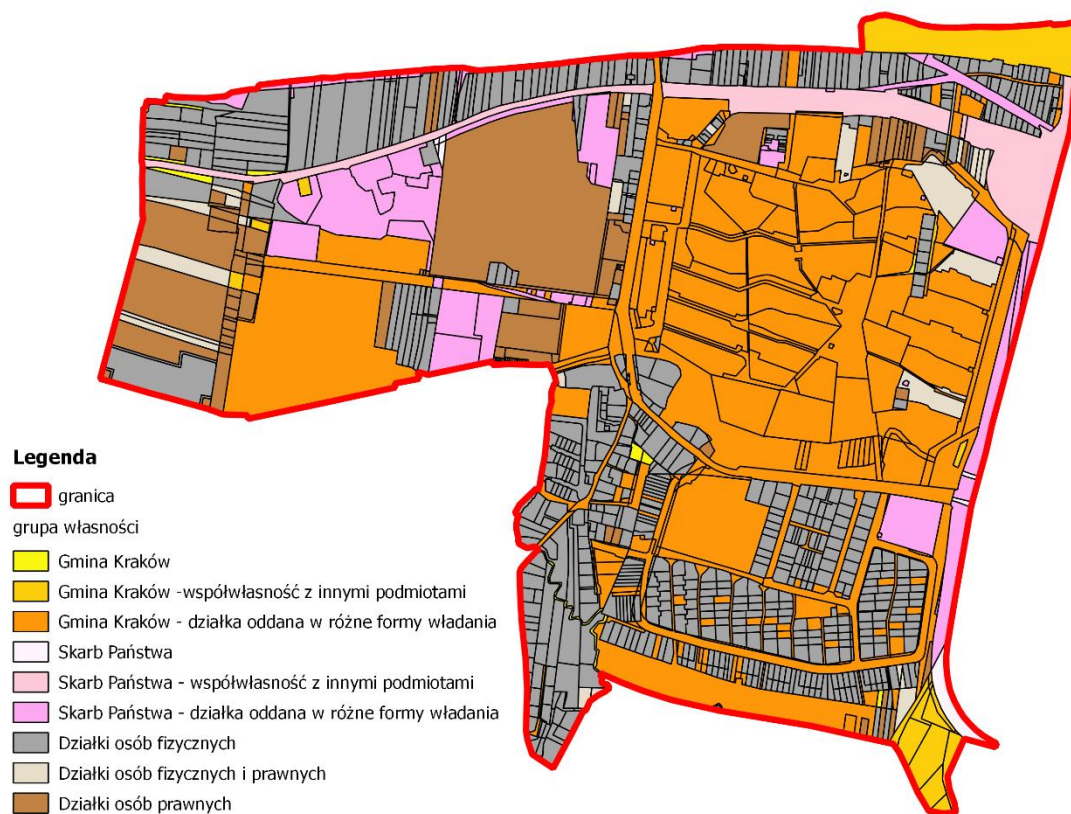 Legenda
granica
grupa własności
Gmina Kraków
Gmina Kraków -współwłasność z innymi podmiotami
Gmina Kraków - działka oddana w różne formy władania
Skarb Państwa
Skarb Państwa - współwłasność z innymi podmiotami
Skarb Państwa - działka oddana w różne formy władania
Działki osób fizycznych
Działki osób fizycznych i prawnych
Działki osób prawnych